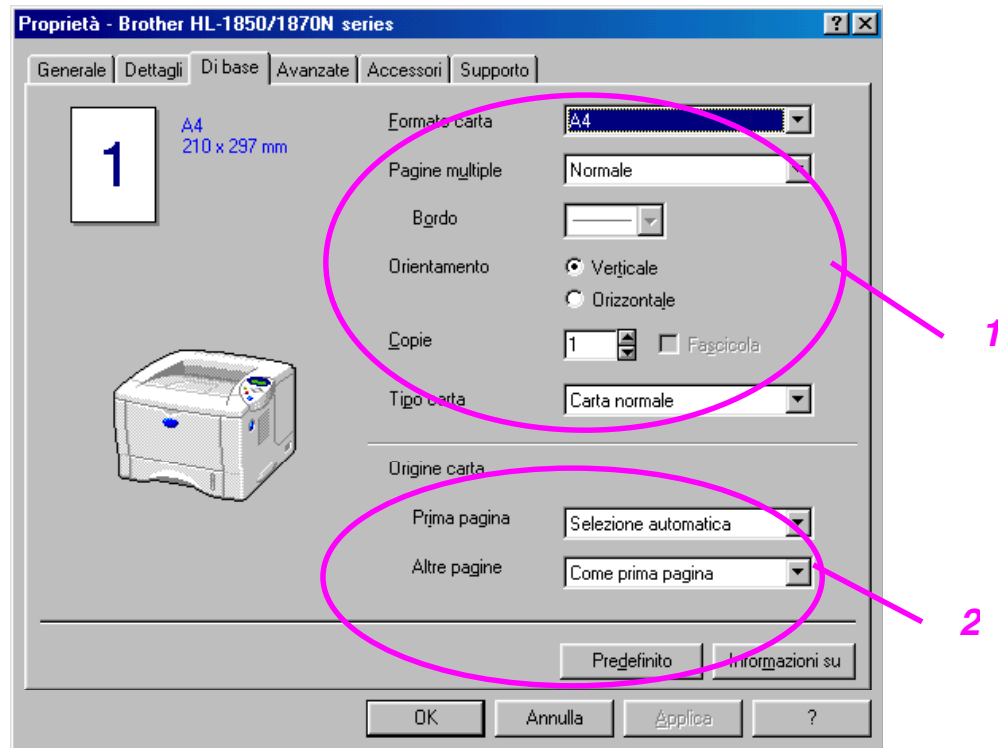 Proprietà - Brother HL-1850/1870N series
? 
Generale Dettagli Di base Avanzate Accessori Supporto
1
A4
210 x 297 mm
Formato carta A4
Pagine multiple Normale
Bordo
Orientamento Verticale
Orizzontale
1
Copie 1 Fascicola
Tipo carta Carta normale
Origine carta
Prima pagina Selezione automatica
Altre pagine Come prima pagina
2
Predefinito Informazioni su
OK Annulla Applica ?